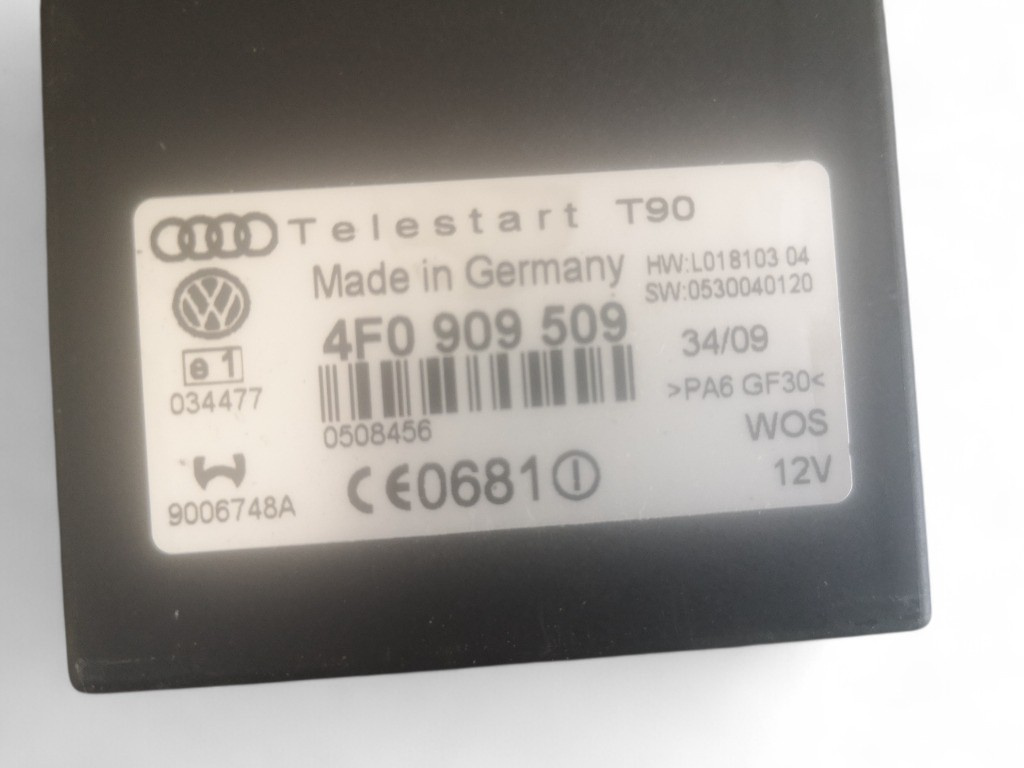 Telestart T90
Made in Germany
HW:L018103 04
SW:0530040120
4F0 909 509
34/09
e1
034477
>PA6 GF30<
0508456
WOS
9006748A
CE0681
12V